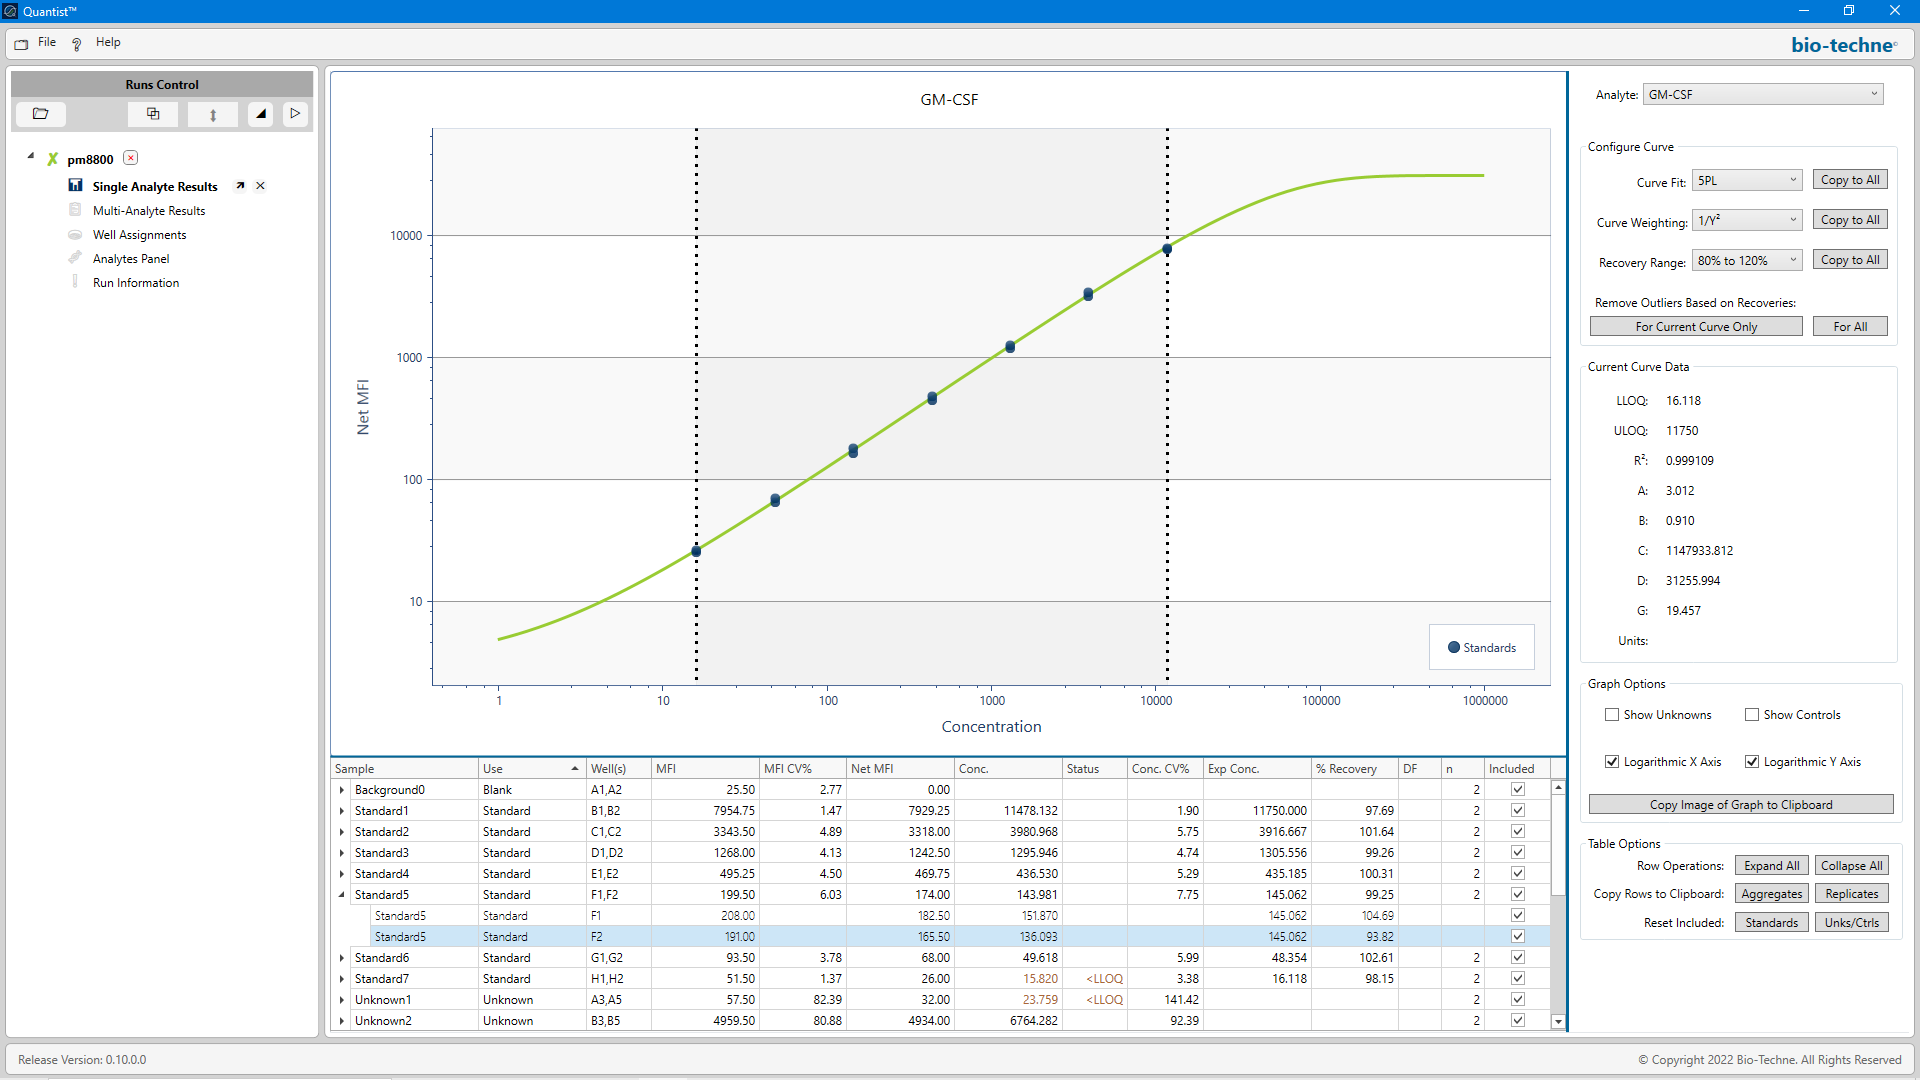 Quantist™
File Help
bio-techne®
Runs Control
pm8800
Single Analyte Results
Multi-Analyte Results
Well Assignments
Analytes Panel
Run Information
GM-CSF
Net MFI
10000
1000
100
10
Standards
1 10 100 1000 10000 100000 1000000
Concentration
Sample Use Well(s) MFI MFI CV% Net MFI Conc. Status Conc. CV% Exp Conc. % Recovery DF n Included
Background0 Blank A1,A2 25.50 2.77 0.00 2
Standard1 Standard B1,B2 7954.75 1.47 7929.25 11478.132 1.90 11750.000 97.69 2
Standard2 Standard C1,C2 3343.50 4.89 3318.00 3980.968 5.75 3916.667 101.64 2
Standard3 Standard D1,D2 1268.00 4.13 1242.50 1295.946 4.74 1305.556 99.26 2
Standard4 Standard E1,E2 495.25 4.50 469.75 436.530 5.29 435.185 100.31 2
Standard5 Standard F1,F2 199.50 6.03 174.00 143.981 7.75 145.062 99.25 2
Standard5 Standard F1 208.00 182.50 151.870 145.062 104.69
Standard5 Standard F2 191.00 165.50 136.093 145.062 93.82
Standard6 Standard G1,G2 93.50 3.78 68.00 49.618 5.99 48.354 102.61 2
Standard7 Standard H1,H2 51.50 1.37 26.00 15.820 <LLOQ 3.38 16.118 98.15 2
Unknown1 Unknown A3,A5 57.50 82.39 32.00 23.759 <LLOQ 141.42 2
Unknown2 Unknown B3,B5 4959.50 80.88 4934.00 6764.282 92.39 2
Analyte: GM-CSF
Configure Curve
Curve Fit: 5PL Copy to All
Curve Weighting: 1/Y² Copy to All
Recovery Range: 80% to 120% Copy to All
Remove Outliers Based on Recoveries:
For Current Curve Only For All
Current Curve Data
LLOQ: 16.118
ULOQ: 11750
R²: 0.999109
A: 3.012
B: 0.910
C: 1147933.812
D: 31255.994
G: 19.457
Units:
Graph Options
Show Unknowns Show Controls
Logarithmic X Axis Logarithmic Y Axis
Copy Image of Graph to Clipboard
Table Options
Row Operations: Expand All Collapse All
Copy Rows to Clipboard: Aggregates Replicates
Reset Included: Standards Unks/Ctrls
Release Version: 0.10.0.0
© Copyright 2022 Bio-Techne. All Rights Reserved